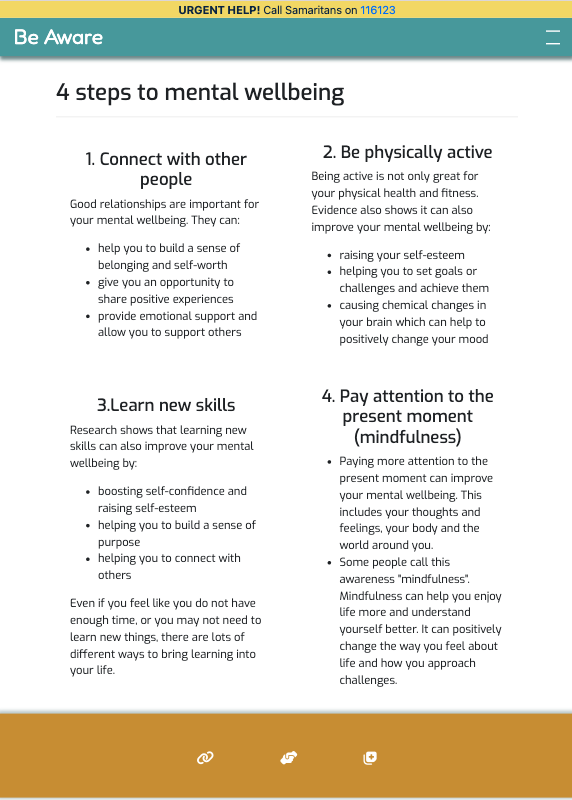 URGENT HELP! Call Samaritans on 116123
Be Aware
4 steps to mental wellbeing
1. Connect with other
people
Good relationships are important for
your mental wellbeing. They can:
• help you to build a sense of
belonging and self-worth
• give you an opportunity to
share positive experiences
• provide emotional support and
allow you to support others
2. Be physically active
Being active is not only great for
your physical health and fitness.
Evidence also shows it can also
improve your mental wellbeing by:
• raising your self-esteem
• helping you to set goals or
challenges and achieve them
• causing chemical changes in
your brain which can help to
positively change your mood
3.Learn new skills
Research shows that learning new
skills can also improve your mental
wellbeing by:
• boosting self-confidence and
raising self-esteem
• helping you to build a sense of
purpose
• helping you to connect with
others
Even if you feel like you do not have
enough time, or you may not need to
learn new things, there are lots of
different ways to bring learning into
your life.
4. Pay attention to the
present moment
(mindfulness)
• Paying more attention to the
present moment can improve
your mental wellbeing. This
includes your thoughts and
feelings, your body and the
world around you.
• Some people call this
awareness "mindfulness".
Mindfulness can help you enjoy
life more and understand
yourself better. It can positively
change the way you feel about
life and how you approach
challenges.